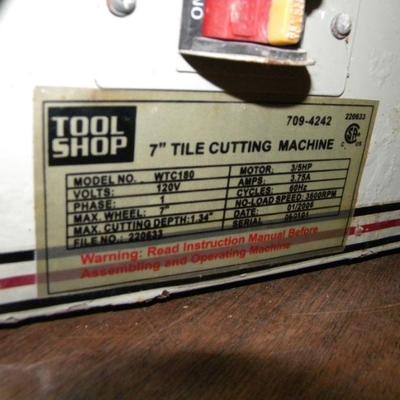 NO
TOOL SHOP
709-4242
220633
7" TILE CUTTING MACHINE
MODEL NO. WTC180 MOTOR: 3/5HP
VOLTS: 120V AMPS. 3.75A
PHASE: 1 CYCLES: 60Hz
MAX. WHEEL: 7" NO-LOAD SPEED: 3600RPM
MAX. CUTTING DEPTH: 1.34" DATE: 01/2006
FILE NO.: 220633 SERIAL
Warning: Read Instruction Manual Before
Assembling and Operating Machine